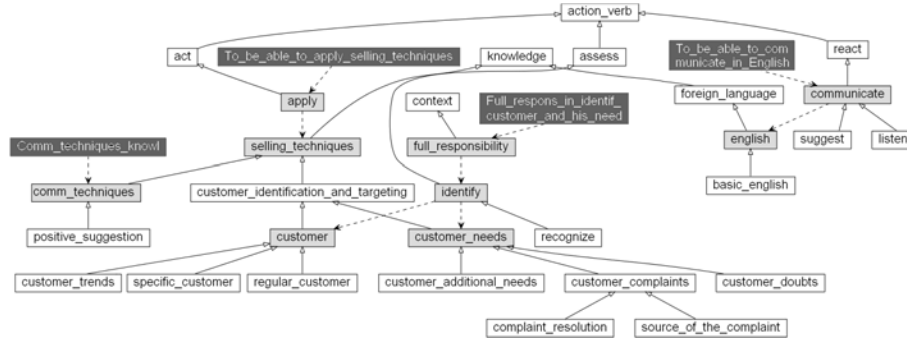 action_verb
act
To_be_able_to_apply_selling_techniques
knowledge
assess
To_be_able_to_com
municate_in_English
react
apply
context
Full_respons_in_identif_
customer_and_his_need
foreign_language
communicate
Comm_techniques_knowl
selling_techniques
full_responsibility
english
suggest
listen
comm_techniques
customer_identification_and_targeting
identify
basic_english
positive_suggestion
customer
customer_needs
recognize
customer_trends
specific_customer
regular_customer
customer_additional_needs
customer_complaints
customer_doubts
complaint_resolution
source_of_the_complaint